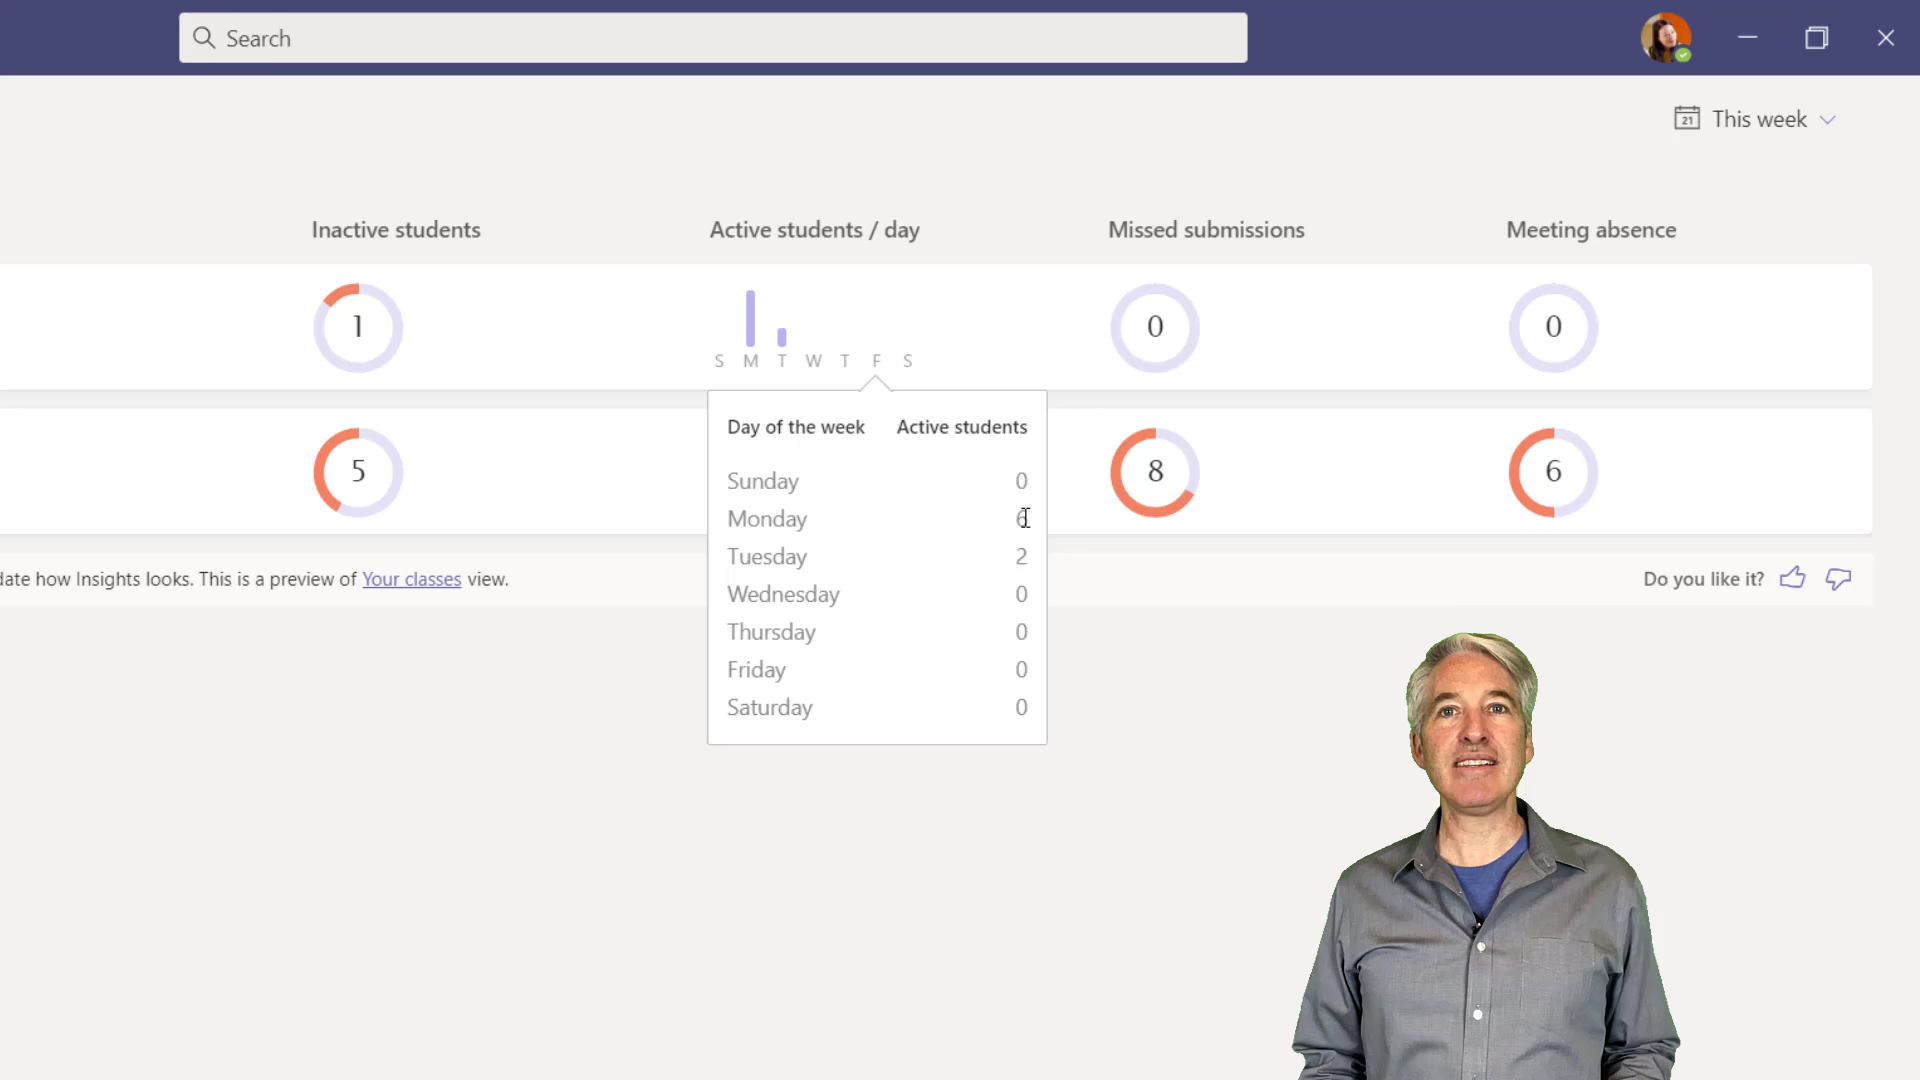 Search
21 This week
Inactive students Active students / day Missed submissions Meeting absence
1 0 0
S M T W T F S
Day of the week Active students
5 8 6
Sunday 0
Monday 6
Tuesday 2
Wednesday 0
Thursday 0
Friday 0
Saturday 0
date how Insights looks. This is a preview of Your classes view.
Do you like it?